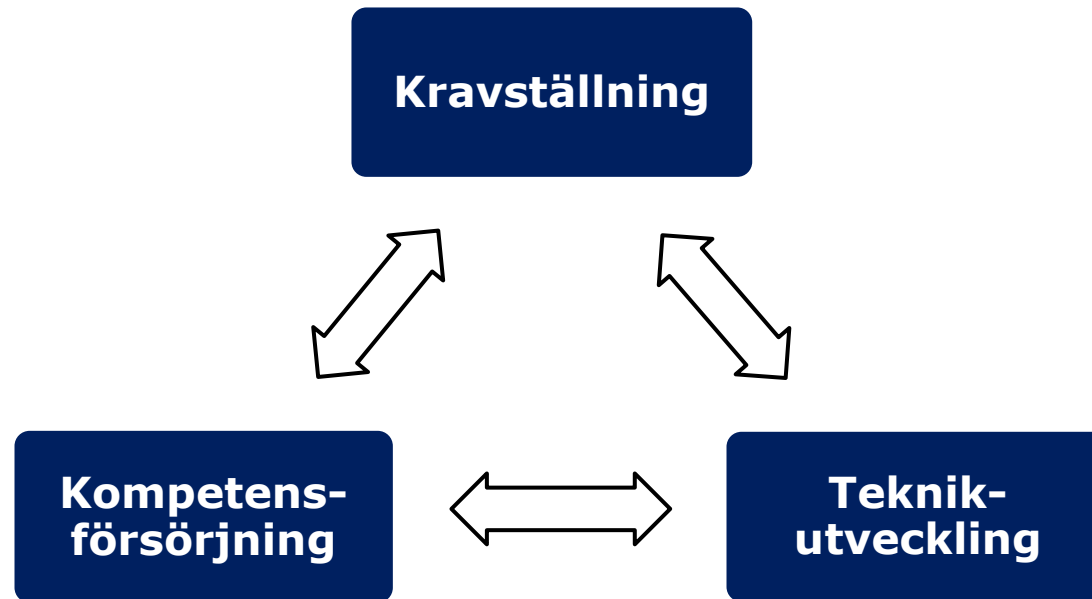 Kravställning
Kompetens-
försörjning
Teknik-
utveckling